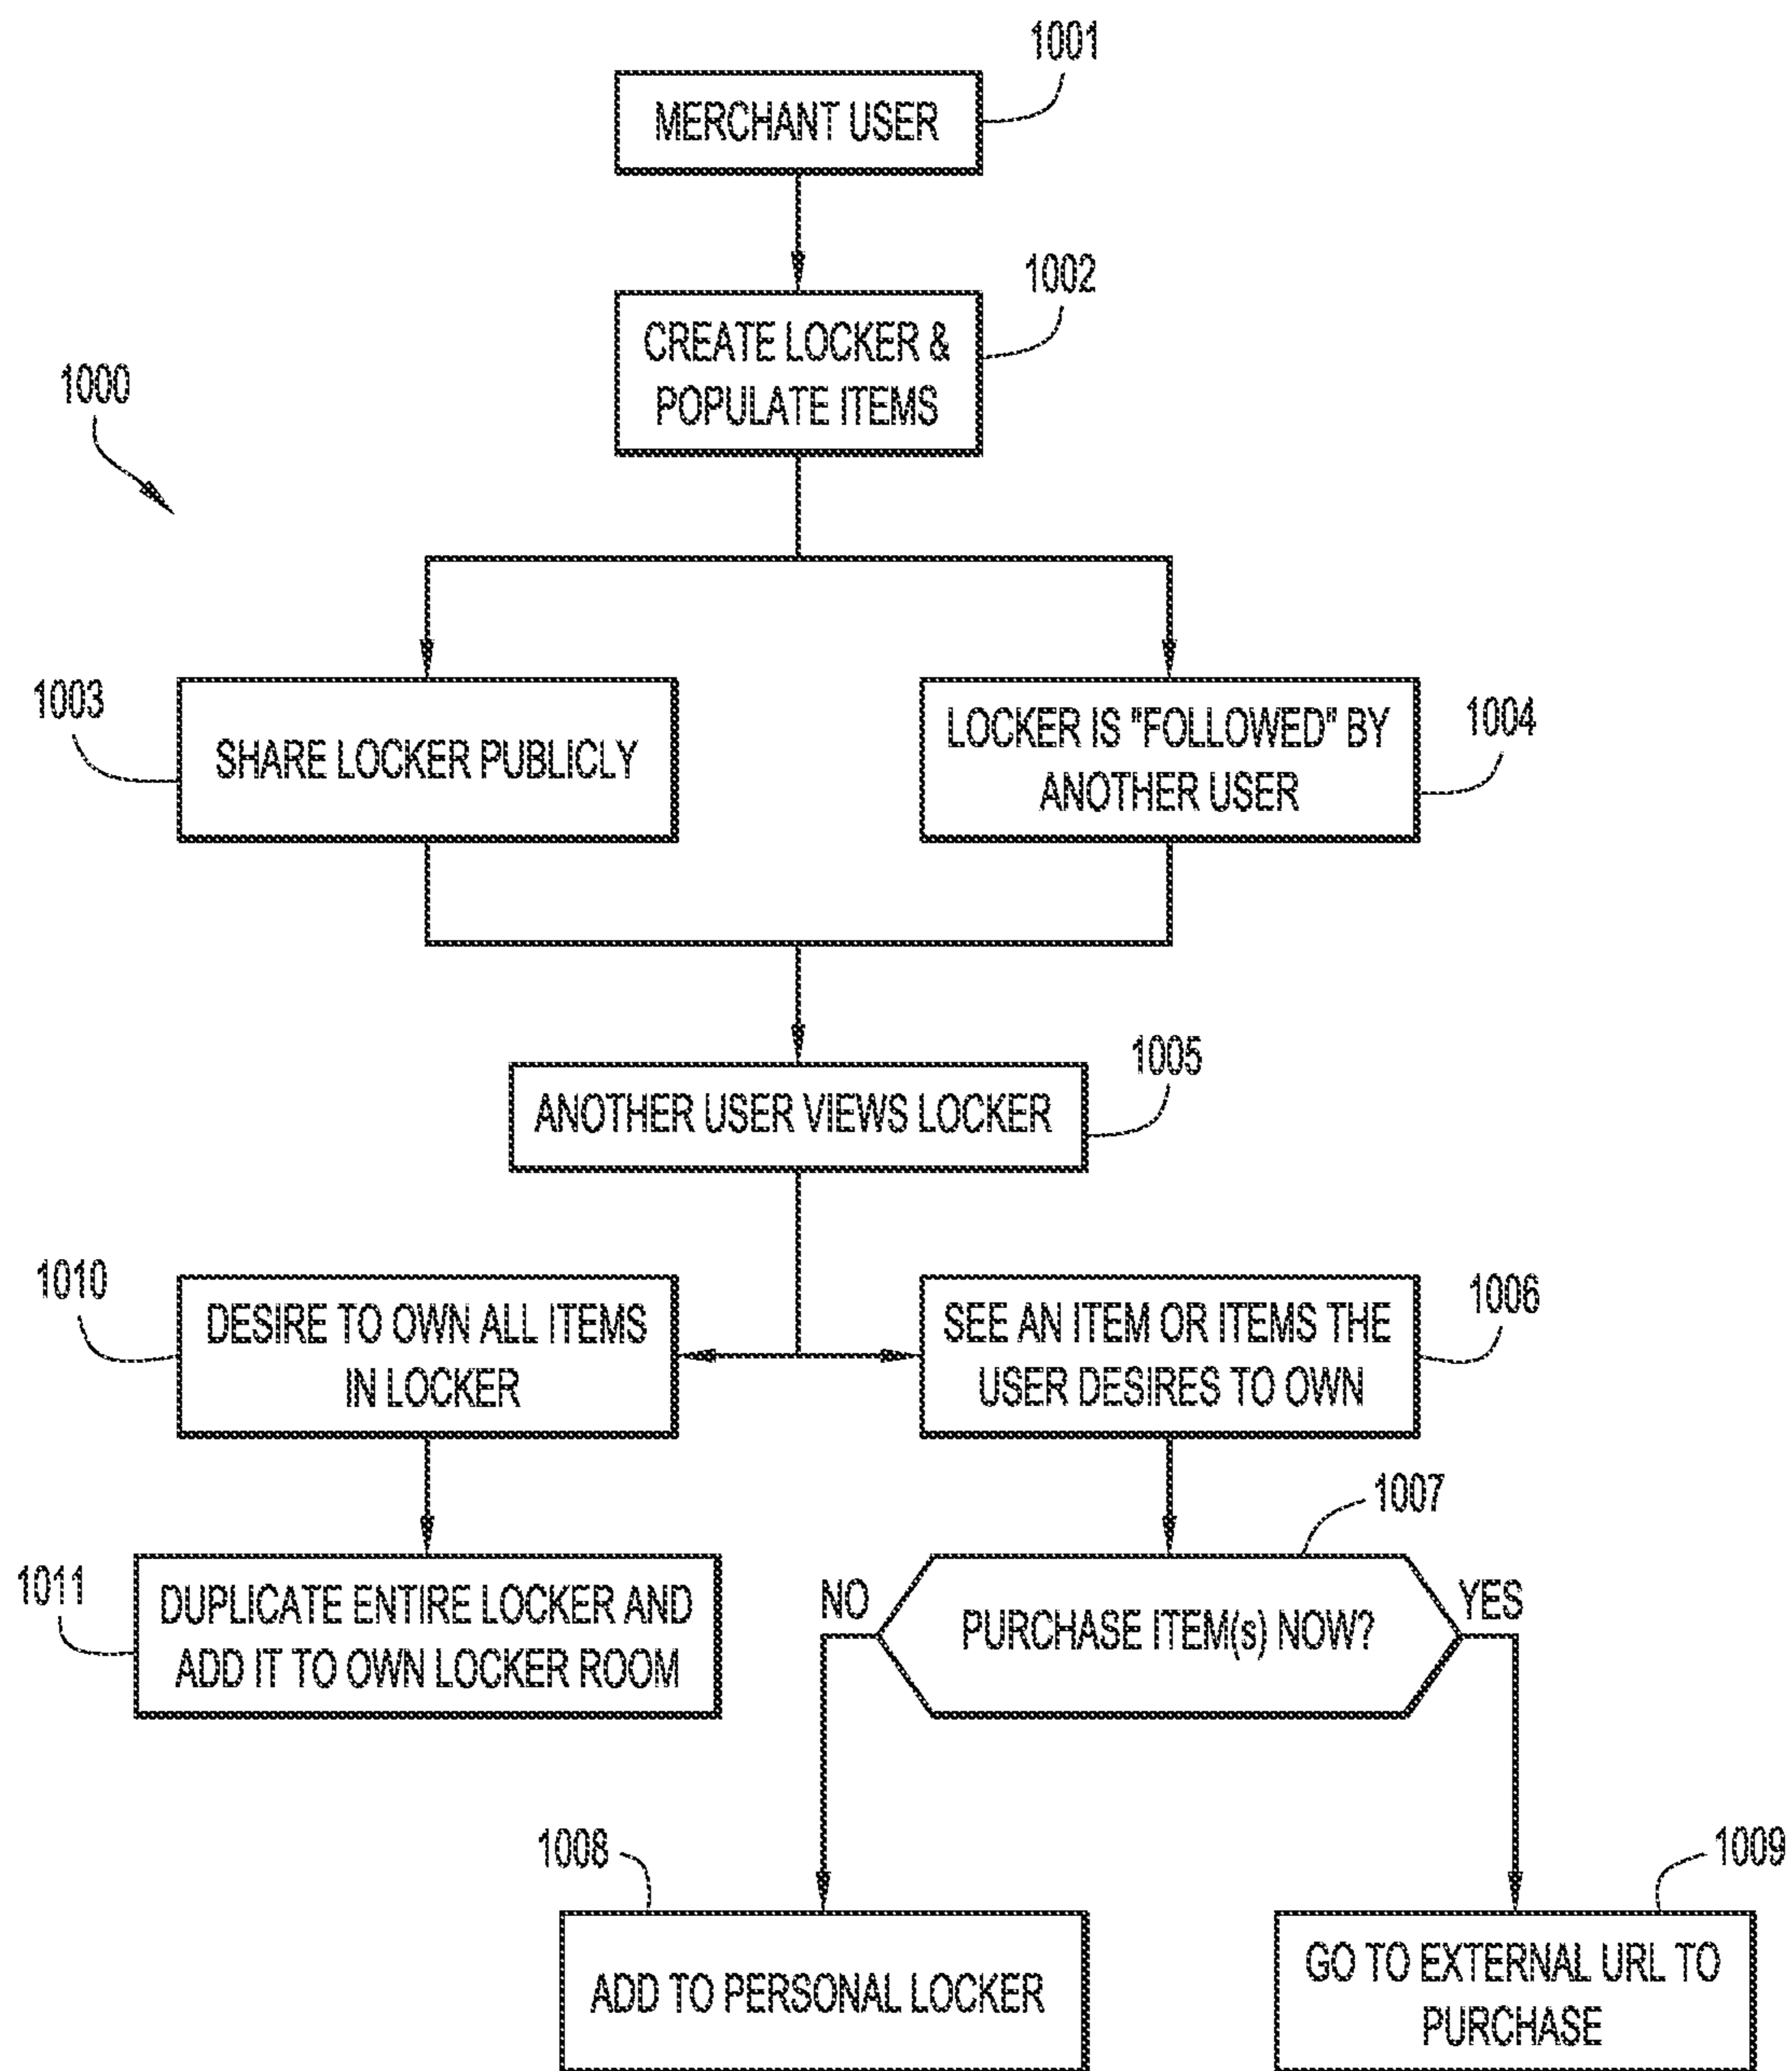 1001
MERCHANT USER
1002
CREATE LOCKER &
POPULATE ITEMS
1000
1003
SHARE LOCKER PUBLICLY
LOCKER IS "FOLLOWED" BY
ANOTHER USER
1004
1005
ANOTHER USER VIEWS LOCKER
1010
DESIRE TO OWN ALL ITEMS
IN LOCKER
SEE AN ITEM OR ITEMS THE
USER DESIRES TO OWN
1006
1007
1011
DUPLICATE ENTIRE LOCKER AND
ADD IT TO OWN LOCKER ROOM
NO
PURCHASE ITEM(s) NOW?
YES
1008
ADD TO PERSONAL LOCKER
1009
GO TO EXTERNAL URL TO
PURCHASE